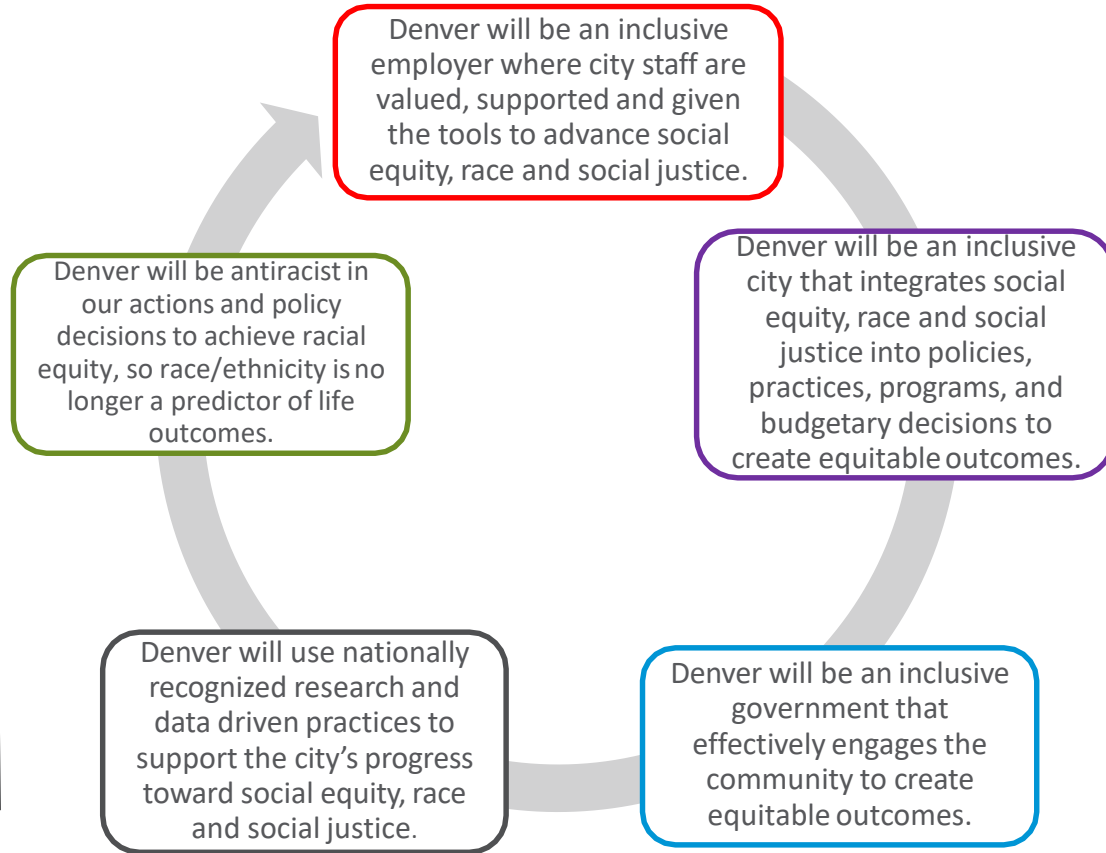 Denver will be an inclusive
employer where city staff are
valued, supported and given
the tools to advance social
equity, race and social justice.
Denver will be an inclusive
city that integrates social
equity, race and social
justice into policies,
practices, programs, and
budgetary decisions to
create equitable outcomes.
Denver will be an inclusive
government that
effectively engages the
community to create
equitable outcomes.
Denver will use nationally
recognized research and
data driven practices to
support the city’s progress
toward social equity, race
and social justice.
Denver will be antiracist in
our actions and policy
decisions to achieve racial
equity, so race/ethnicity is no
longer a predictor of life
outcomes.